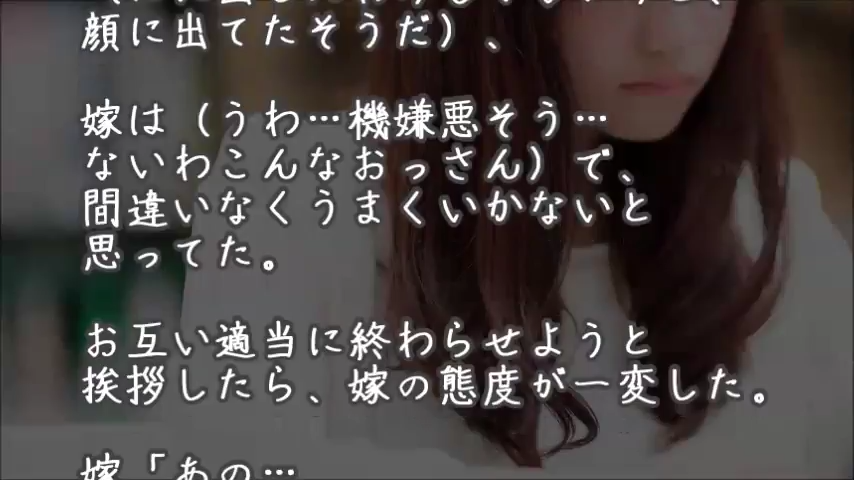 顔に出てたそうだ)、
嫁は(うわ…機嫌悪そう…
ないわこんなおっさん)で、
間違いなくうまくいかないと
思ってた。
お互い適当に終わらせようと
挨拶したら、嫁の態度が一変した。
嫁「あの…